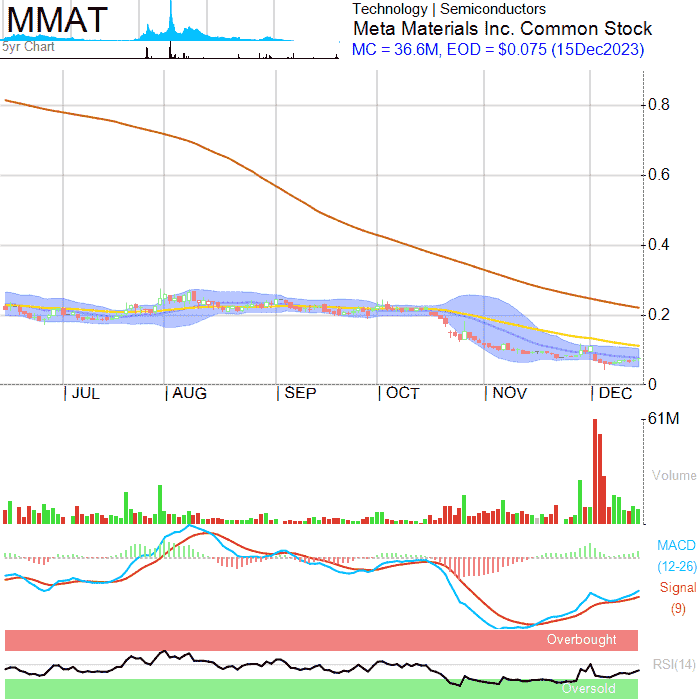 MMAT
5yr Chart
Technology | Semiconductors
Meta Materials Inc. Common Stock
MC = 36.6M, EOD = $0.075 (15Dec2023)
0.8
0.6
0.4
0.2
0
JUL AUG SEP OCT NOV DEC
61M
Volume
MACD
(12-26)
Signal
(9)
Overbought
RSI(14)
Oversold